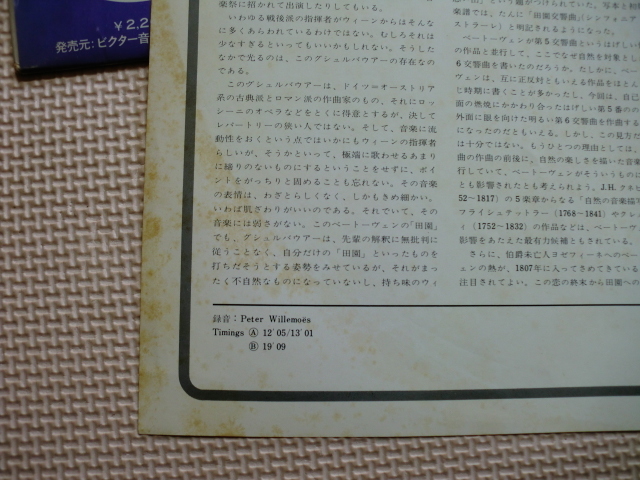 ¥2,2
発売元:ビクター音
楽祭に招かれて出演したりしてもいる。
いわゆる戦後派の指揮者がウィーンからはそんな
に多くあらわれているわけではない。むしろそれは
少なすぎるといってもいいかもしれない。そうした
なかで光るのは、このグシュルバウアーの存在なの
である。
このグシュルバウアーは、ドイツ=オーストリア
系の古典派とロマン派の作曲家のもの、それにロッ
シーニのオペラなどをとくに得意とするが、決して
レパートリーの狭い人ではない。そして、音楽に流
動性をおくという点ではいかにもウィーンの指揮者
らしいが、そうかといって、極端に歌わせるあまり
に締りのないものにするということをせずに、ポイ
ントをがっちりと固めることも忘れない。その音楽
の表情は、わざとらしくなく、しかもきめ細かい。
いわば肌ざわりがいいのである。それでいて、その
音楽には弱さがない。このベートーヴェンの「田園」
でも、グシュルバウアーは、先輩の解釈に無批判に
従うことなく、自分だけの「田園」といったものを
打ちだそうとする姿勢をみせているが、それがまっ
たく不自然なものになっていないし、持ち味のウィ
録音:Peter Willemoës
Timings Ⓐ 12'05/13'01
Ⓑ 19'09
楽譜では、たんに「田園交響曲」(シンフォニア
ストラーレ)と明記されるようになった。
ベートーヴェンが第5交響曲というはげしい
の作品と並行して、ここでなぜ自然を対象とし
6交響曲を書いたのだろうか。たしかに、ベー
ヴェンは、互に正反対ともいえる作品をほとん
じ時期に書くことが多かったし、今回は、自己
面の燃焼にかかわり合ったはげしい第5番のの
外面に眼を向けた明るい第6交響曲を作曲する
になったのだともいえる。しかし、この見方だ
は十分ではない。もうひとつの理由としては、
曲の作曲の前後に、自然の楽しさを描いた音楽
行していて、ベートーヴェンがそういうものに
とも影響されたとも考えられよう。J.H.クネ
52~1817)の5楽章からなる「自然の音楽描
フライシュテットラー(1768~1841)やクレ
ィ(1752~1832)の作品などは、ベートーヴ
影響をあたえた最有力候補ともされている。
さらに、伯爵未亡人ヨゼフィーネへのベー
ェンの熱が、1807年に入ってさめてきている
注目されてよい。この恋の終末から田園への